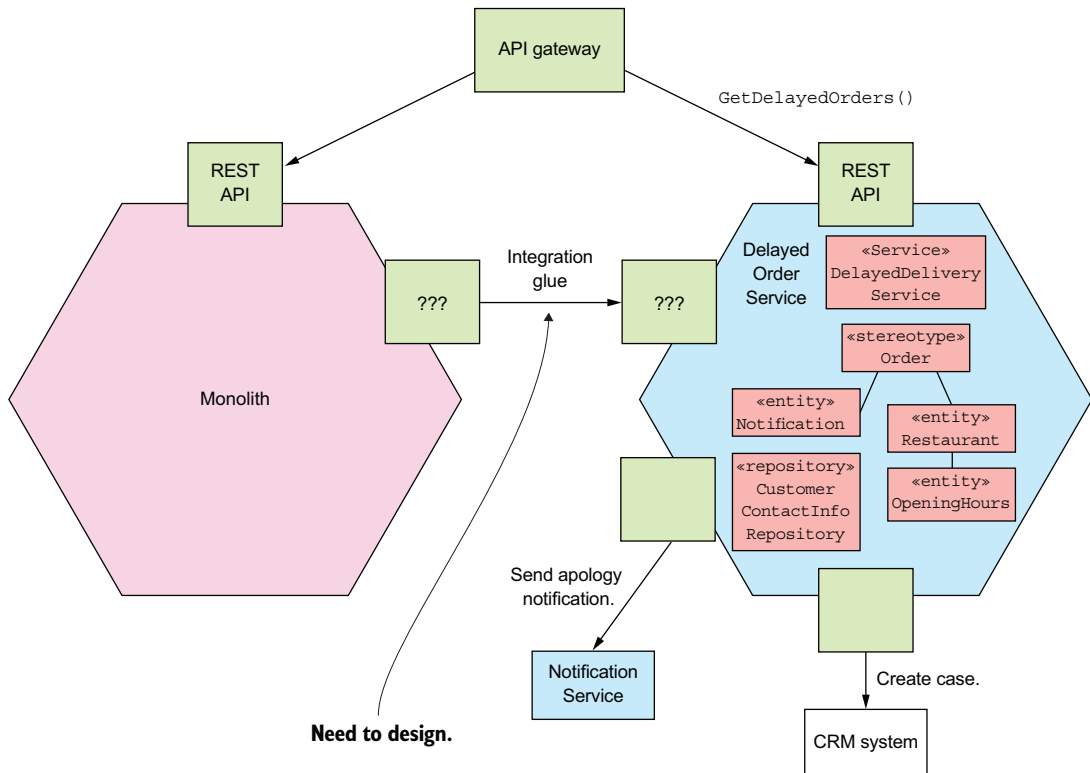 API gateway
GetDelayedOrders()
REST
API
REST
API
Integration
glue
???
???
Delayed
Order
Service
«Service»
DelayedDelivery
Service
«stereotype»
Order
Monolith
«entity»
Notification
«entity»
Restaurant
«repository»
Customer
ContactInfo
Repository
«entity»
OpeningHours
Send apology
notification.
Notification
Service
Need to design.
Create case.
CRM system